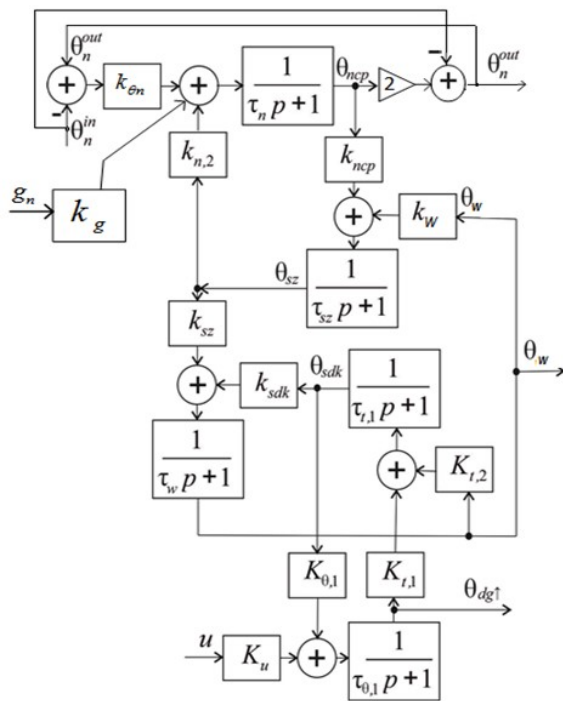 θ_n^out
k_θn
1
τ_n p + 1
θ_ncp
2
θ_n^out
θ_n^in
k_n,2
k_ncp
g_n
k_g
k_W
θ_w
1
τ_sz p + 1
θ_sz
k_sz
k_sdk
θ_sdk
1
τ_t,1 p + 1
θ_w
1
τ_w p + 1
K_t,2
K_θ,1
K_t,1
θ_dg↑
u
K_u
1
τ_θ,1 p + 1